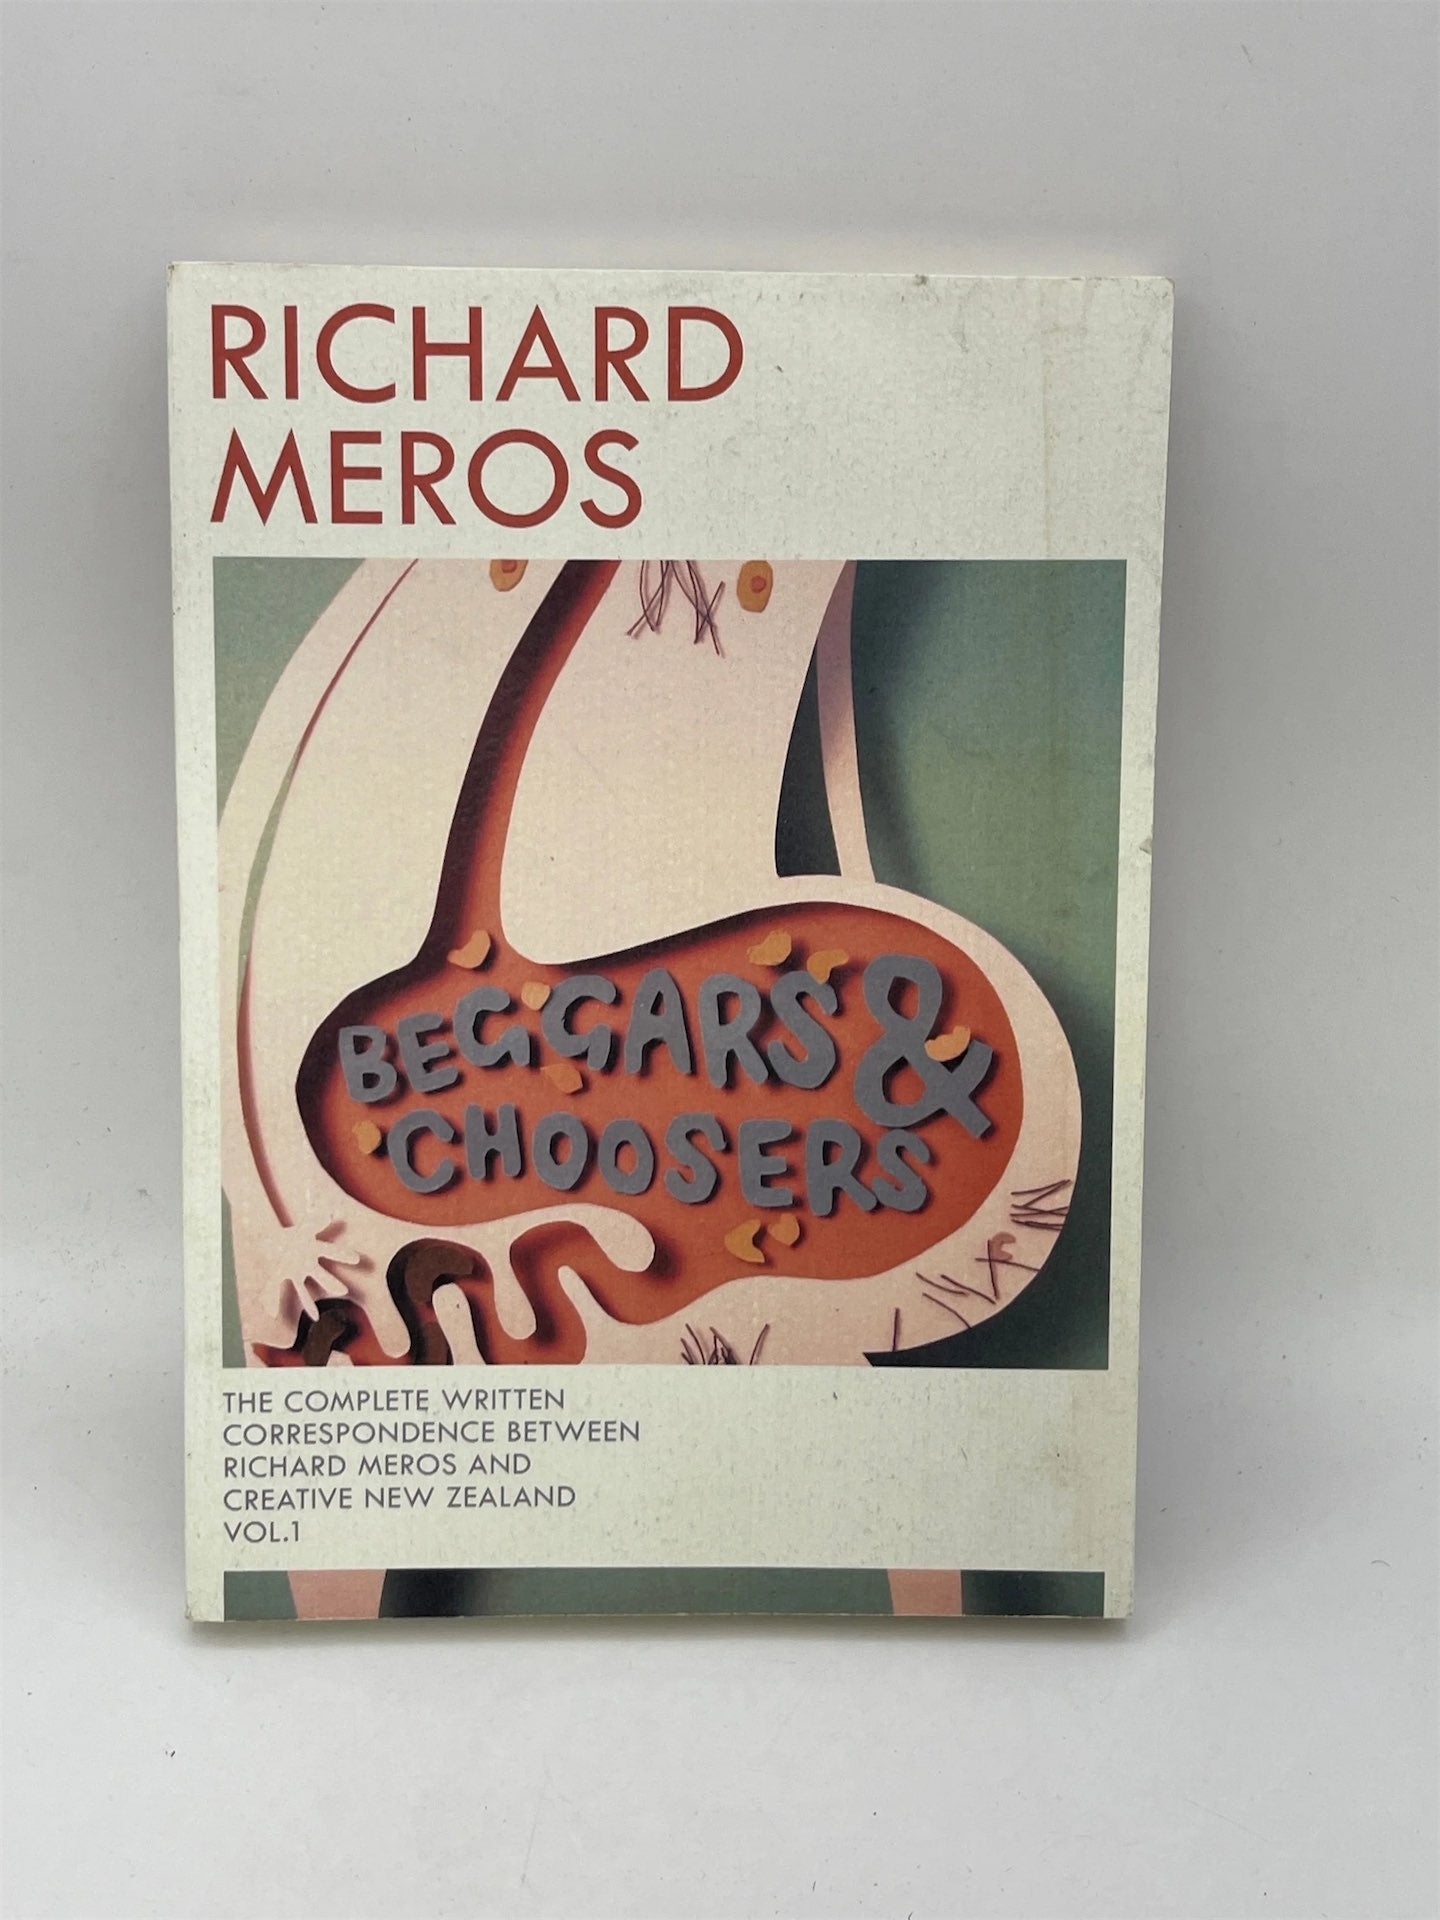 RICHARD
MEROS
BEGGARS &
CHOOSERS
THE COMPLETE WRITTEN
CORRESPONDENCE BETWEEN
RICHARD MEROS AND
CREATIVE NEW ZEALAND
VOL.1